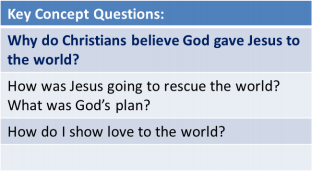 Key Concept Questions:
Why do Christians believe God gave Jesus to
the world?
How was Jesus going to rescue the world?
What was God's plan?
How do I show love to the world?